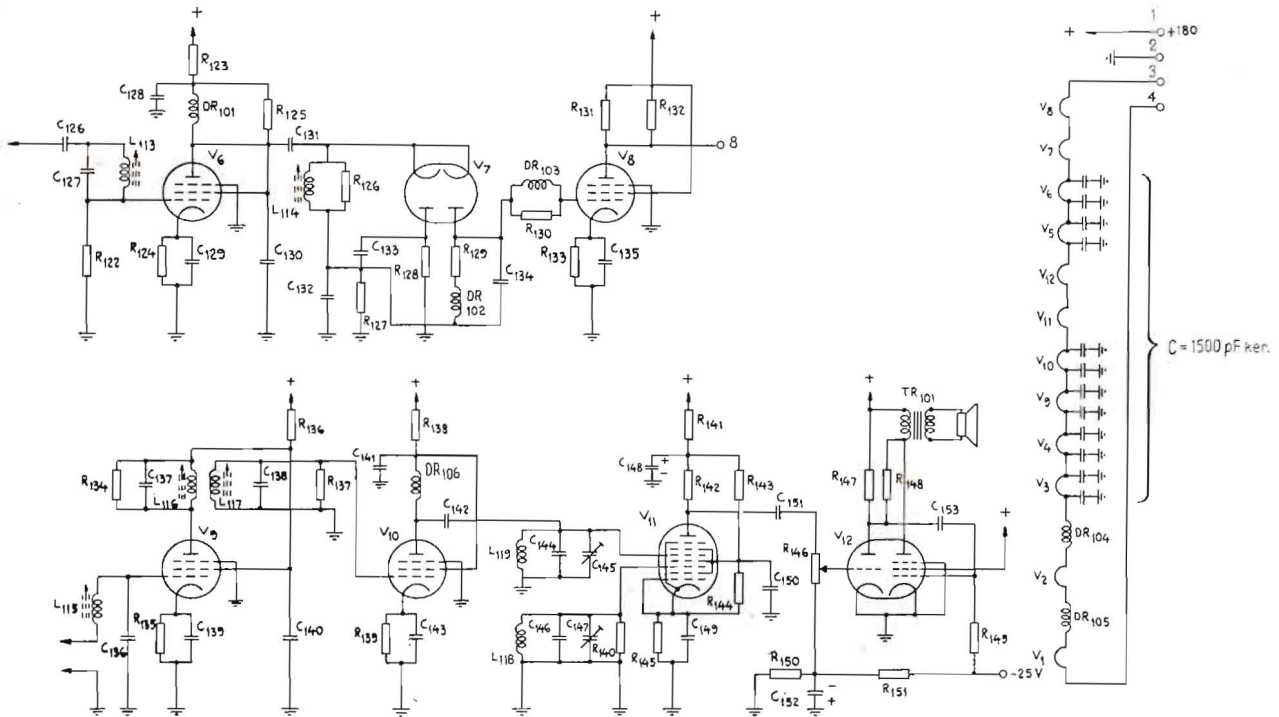 +
+
1
+
+180
2
3
4
R123
C128
DR101
R125
C126
L113
C131
V6
V7
V8
R131
R132
8
DR103
C127
L114
R126
R130
R122
R124
C129
C130
C133
R128
R129
C134
R133
C135
C132
R127
DR102
V8
V7
V6
V5
V12
V11
V10
V9
V4
V3
DR104
V2
DR105
V1
C = 1500 pF ker.
+
+
+
+
TR101
R136
R138
R141
C141
DR106
C148
+
-
R142
R143
R147
R148
R134
C137
L116
L117
C138
R137
C142
C151
C153
V9
V10
V11
V12
L119
C144
C145
R146
+
L115
C136
R135
C139
C140
R139
C143
L118
C146
C147
R140
R145
C149
R144
C150
R149
R150
C152
-
+
R151
-25V